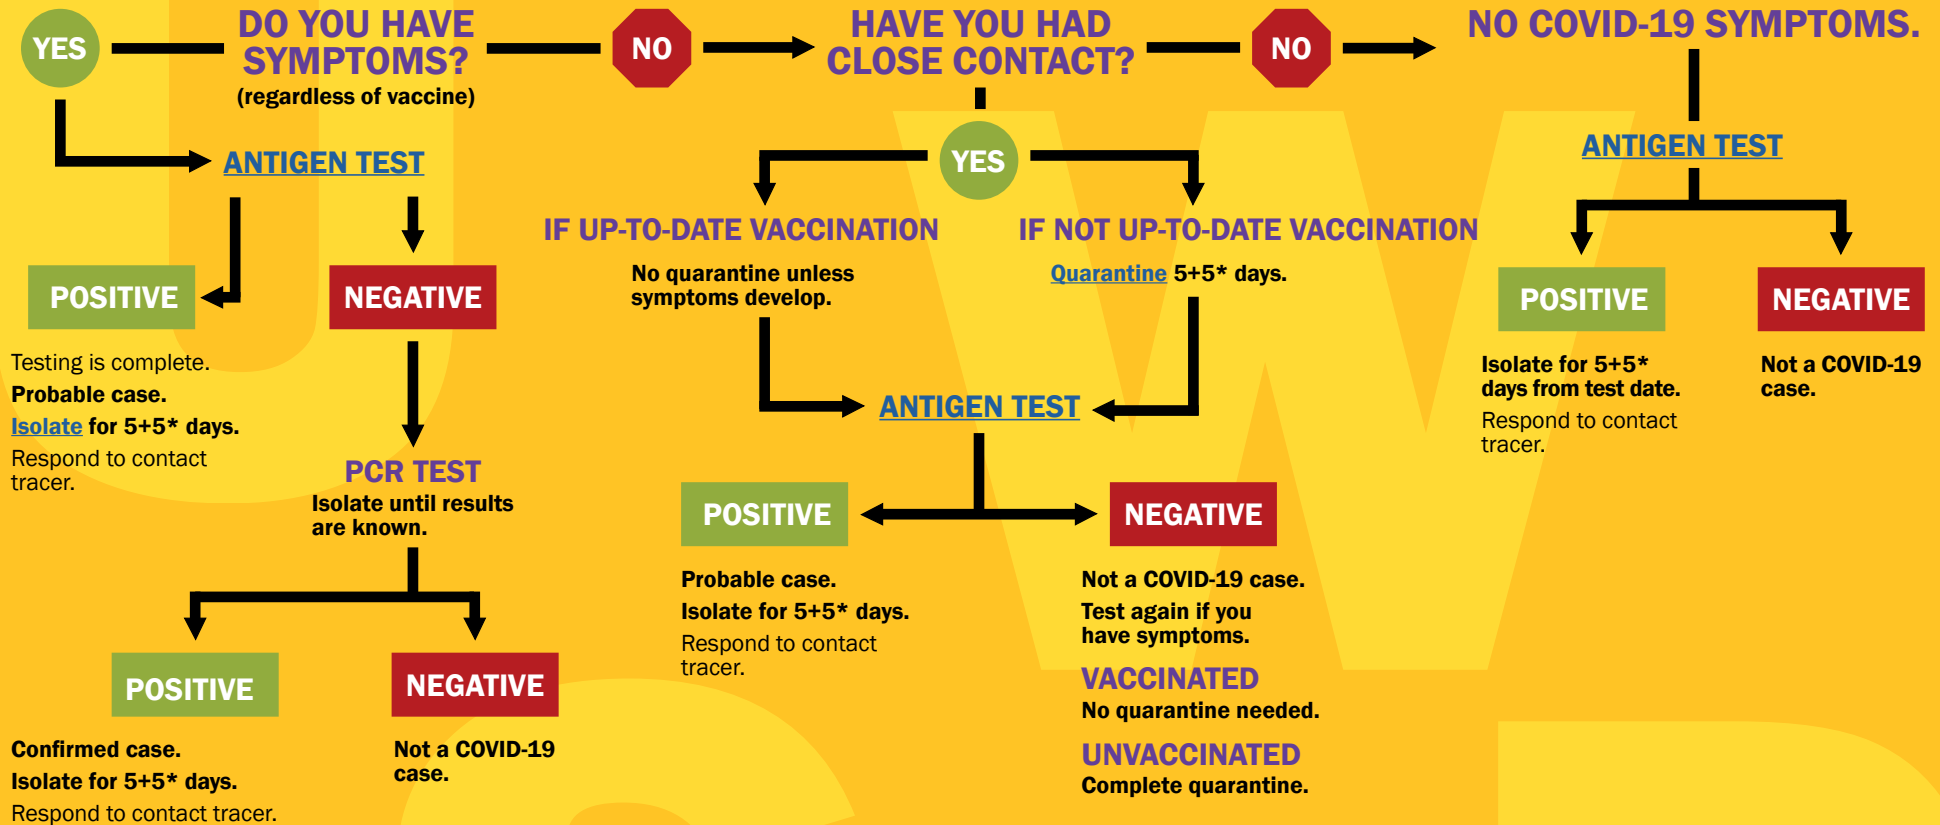 YES
DO YOU HAVE
SYMPTOMS?
(regardless of vaccine)
NO
HAVE YOU HAD
CLOSE CONTACT?
NO
NO COVID-19 SYMPTOMS.
ANTIGEN TEST
POSITIVE
NEGATIVE
Testing is complete.
Probable case.
Isolate for 5+5* days.
Respond to contact
tracer.
PCR TEST
Isolate until results
are known.
POSITIVE
NEGATIVE
Confirmed case.
Isolate for 5+5* days.
Respond to contact tracer.
Not a COVID-19
case.
YES
IF UP-TO-DATE VACCINATION
No quarantine unless
symptoms develop.
IF NOT UP-TO-DATE VACCINATION
Quarantine 5+5* days.
ANTIGEN TEST
POSITIVE
NEGATIVE
Probable case.
Isolate for 5+5* days.
Respond to contact
tracer.
Not a COVID-19 case.
Test again if you
have symptoms.
VACCINATED
No quarantine needed.
UNVACCINATED
Complete quarantine.
ANTIGEN TEST
POSITIVE
NEGATIVE
Isolate for 5+5*
days from test date.
Respond to contact
tracer.
Not a COVID-19
case.